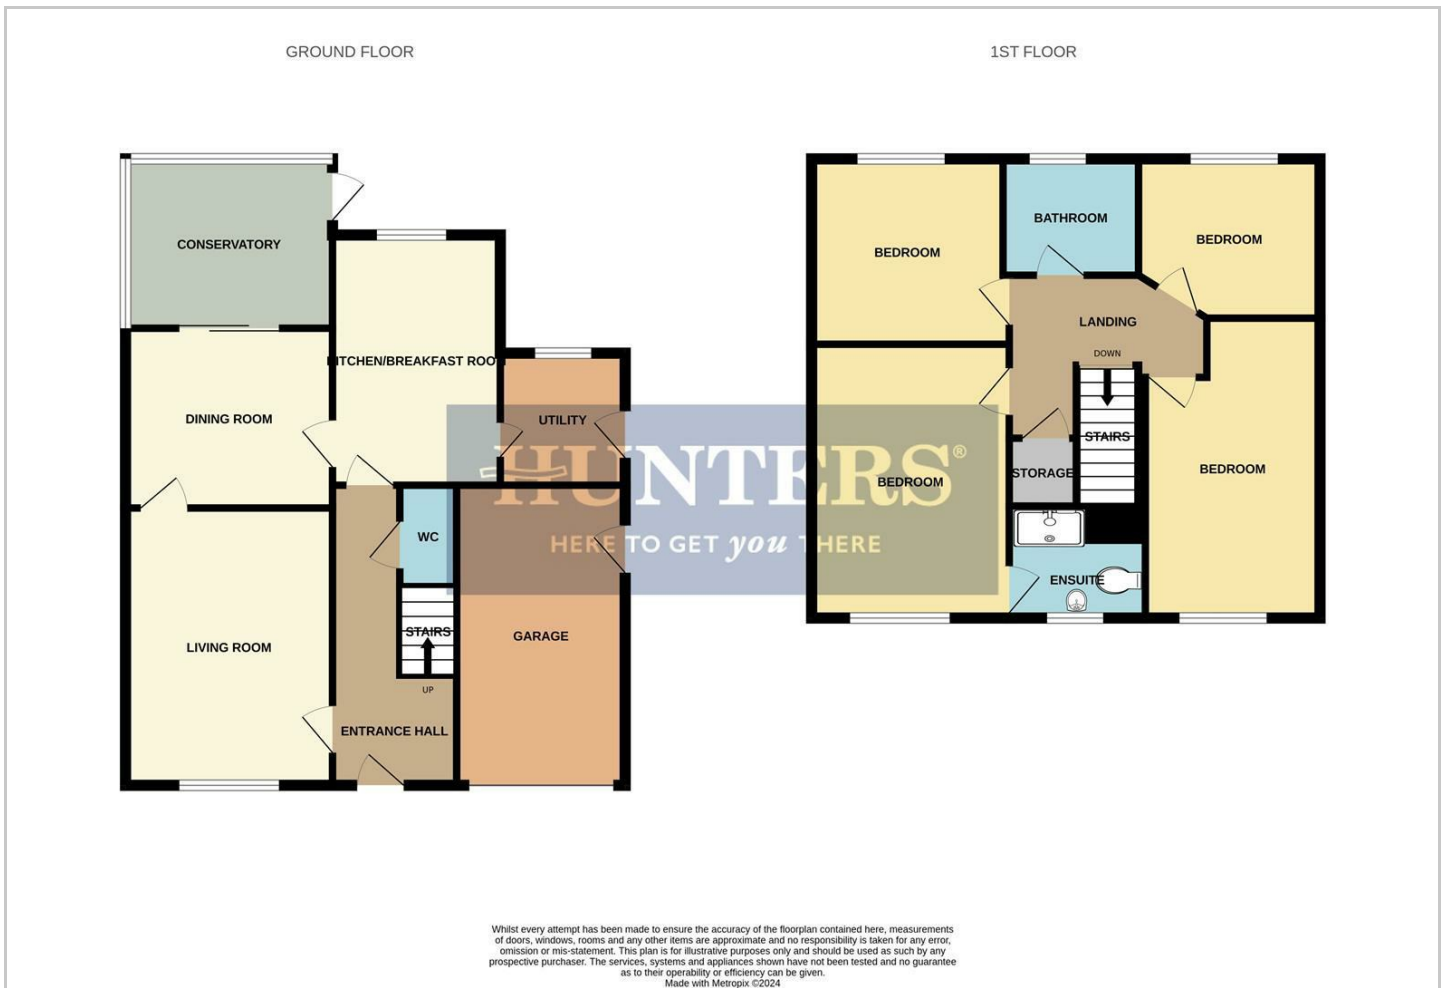 GROUND FLOOR
1ST FLOOR
CONSERVATORY
KITCHEN/BREAKFAST ROOM
DINING ROOM
UTILITY
WC
LIVING ROOM
STAIRS
UP
GARAGE
ENTRANCE HALL
BEDROOM
BATHROOM
BEDROOM
LANDING
DOWN
STAIRS
STORAGE
BEDROOM
BEDROOM
ENSUITE
HUNTERS®
HERE TO GET you THERE
Whilst every attempt has been made to ensure the accuracy of the floorplan contained here, measurements
of doors, windows, rooms and any other items are approximate and no responsibility is taken for any error,
omission or mis-statement. This plan is for illustrative purposes only and should be used as such by any
prospective purchaser. The services, systems and appliances shown have not been tested and no guarantee
as to their operability or efficiency can be given.
Made with Metropix ©2024